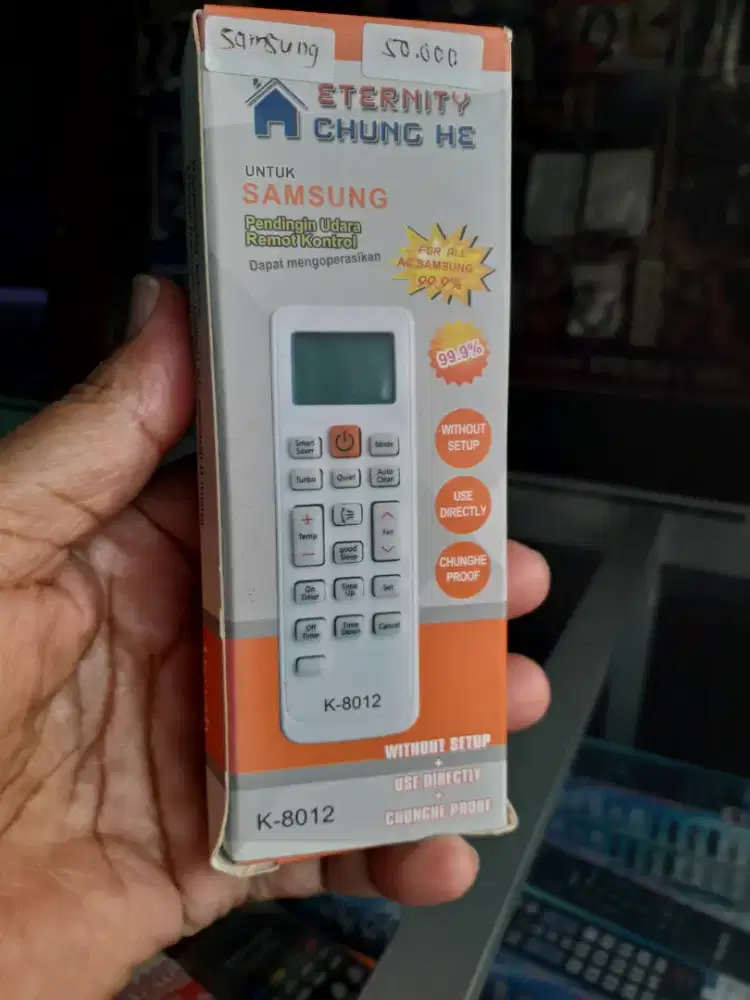 Samsung
50.000
ETERNITY
CHUNG HE
UNTUK
SAMSUNG
Pendingin Udara
Remot Kontrol
Dapat mengoperasikan
FOR ALL
AC SAMSUNG
99.9%
99.9%
WITHOUT
SETUP
USE
DIRECTLY
CHUNGHE
PROOF
Smart
Saver
Mode
Turbo
Quiet
Auto
Clean
+
Temp
-
Fan
good
Sleep
On
Timer
Time
Up
Set
Off
Timer
Time
Down
Cancel
K-8012
WITHOUT SETUP
+
USE DIRECTLY
+
CHUNGHE PROOF
K-8012